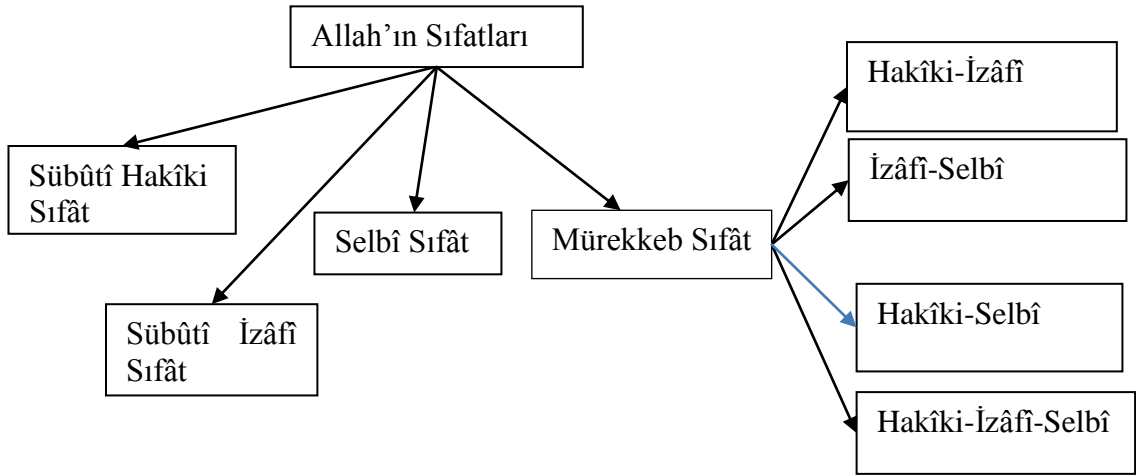 Allah’ın Sıfatları
Sübûtî Hakîki
Sıfât
Sübûtî İzâfî
Sıfât
Selbî Sıfât
Mürekkeb Sıfât
Hakîki-İzâfî
İzâfî-Selbî
Hakîki-Selbî
Hakîki-İzâfî-Selbî